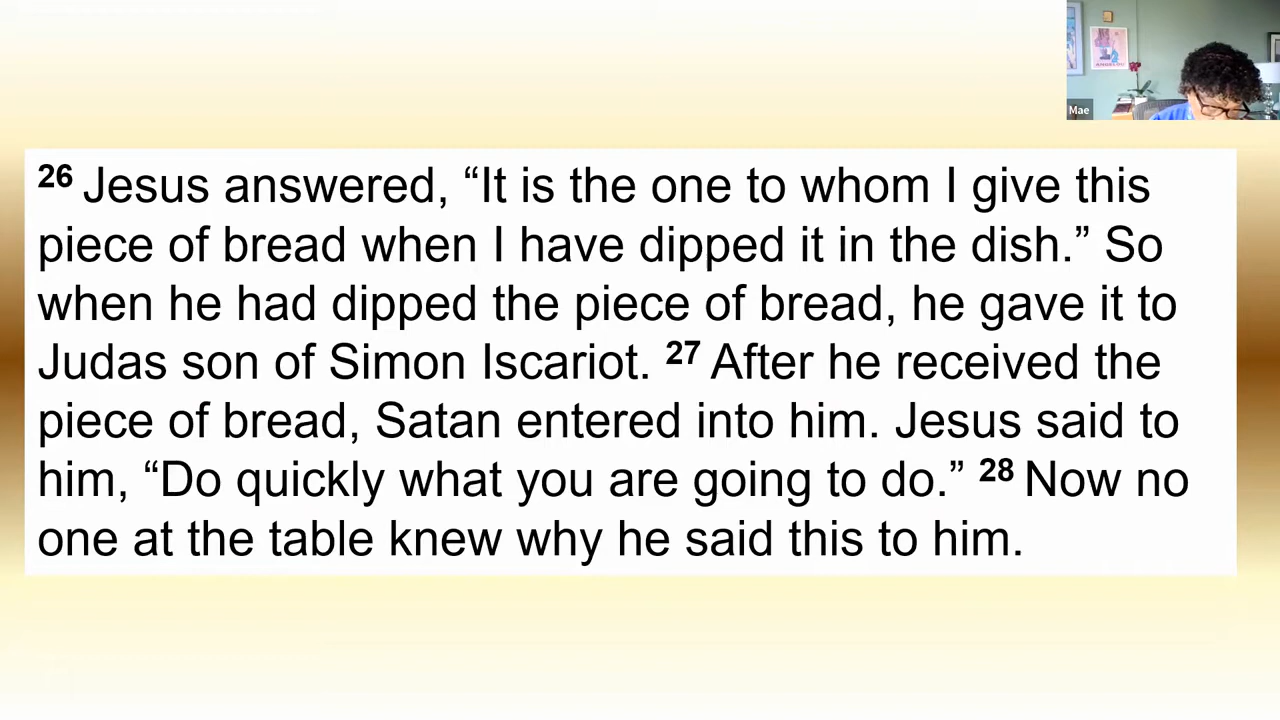 Mae
26 Jesus answered, “It is the one to whom I give this
piece of bread when I have dipped it in the dish.” So
when he had dipped the piece of bread, he gave it to
Judas son of Simon Iscariot. 27 After he received the
piece of bread, Satan entered into him. Jesus said to
him, “Do quickly what you are going to do.” 28 Now no
one at the table knew why he said this to him.